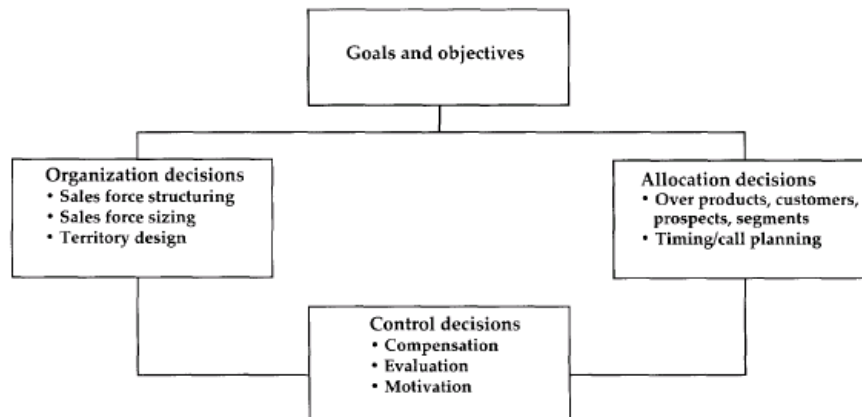 Goals and objectives
Organization decisions
• Sales force structuring
• Sales force sizing
• Territory design
Allocation decisions
• Over products, customers,
prospects, segments
• Timing/call planning
Control decisions
• Compensation
• Evaluation
• Motivation